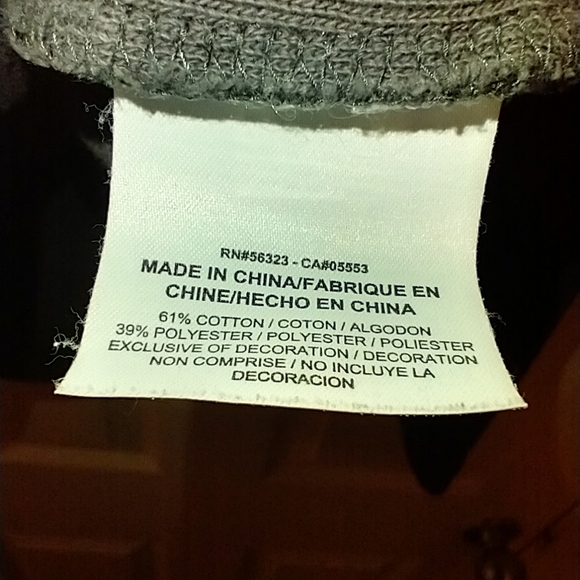 RN#56323 - CA#05553
MADE IN CHINA/FABRIQUE EN
CHINE/HECHO EN CHINA
61% COTTON / COTON / ALGODON
39% POLYESTER / POLYESTER / POLIESTER
EXCLUSIVE OF DECORATION / DECORATION
NON COMPRISE / NO INCLUYE LA
DECORACION